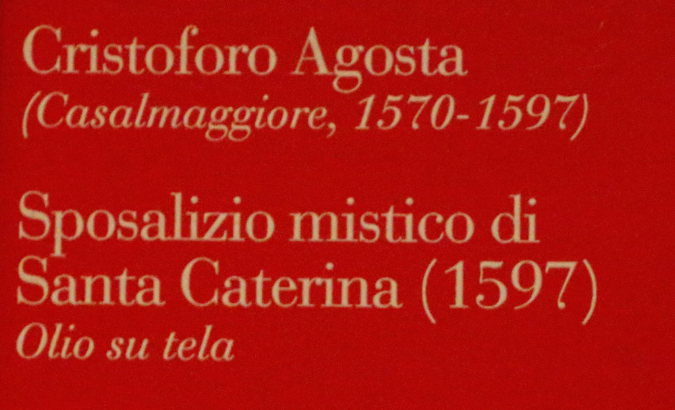 Cristoforo Agosta
(Casalmaggiore, 1570-1597)
Sposalizio mistico di
Santa Caterina (1597)
Olio su tela